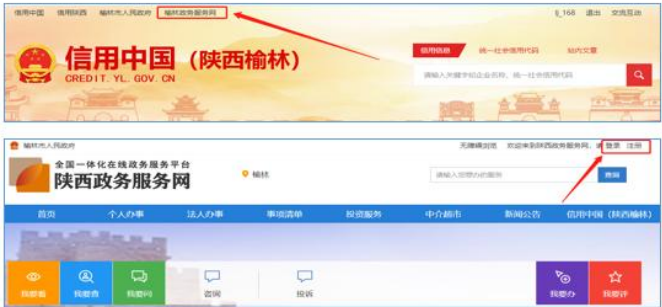 信用中国 信用陕西 榆林市人民政府 榆林政务服务网
fj_168 退出 交流互动
信用中国(陕西榆林)
CREDIT. YL. GOV. CN
信用信息 统一社会信用代码 站内文章
请输入关键字如企业名称、统一社会信用代码
榆林市人民政府
无障碍浏览 欢迎来到陕西政务服务网，请 登录 注册
全国一体化在线政务服务平台
陕西政务服务网
榆林
请输入您想办的服务
查询
首页 个人办事 法人办事 事项清单 投资服务 中介超市 新闻公告 信用中国(陕西榆林)
我要看 我要查 我要问 咨询 投诉 我要办 我要评